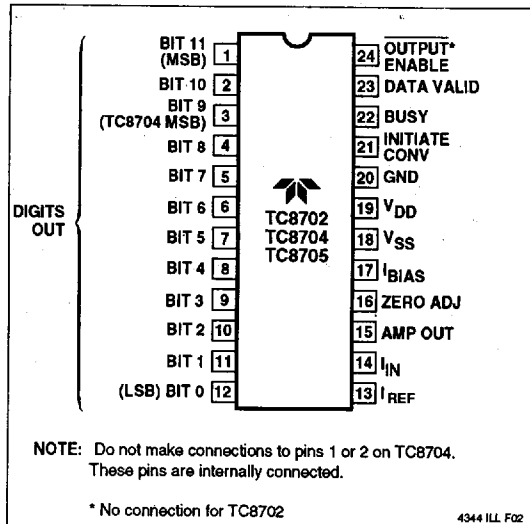 BIT 11
(MSB) 1
BIT 10 2
BIT 9
(TC8704 MSB) 3
BIT 8 4
BIT 7 5
BIT 6 6
BIT 5 7
BIT 4 8
BIT 3 9
BIT 2 10
BIT 1 11
(LSB) BIT 0 12
DIGITS
OUT
TC8702
TC8704
TC8705
24 OUTPUT*
ENABLE
23 DATA VALID
22 BUSY
21 INITIATE
CONV
20 GND
19 VDD
18 VSS
17 IBIAS
16 ZERO ADJ
15 AMP OUT
14 IIN
13 IREF
NOTE: Do not make connections to pins 1 or 2 on TC8704.
These pins are internally connected.
* No connection for TC8702
4344 ILL F02